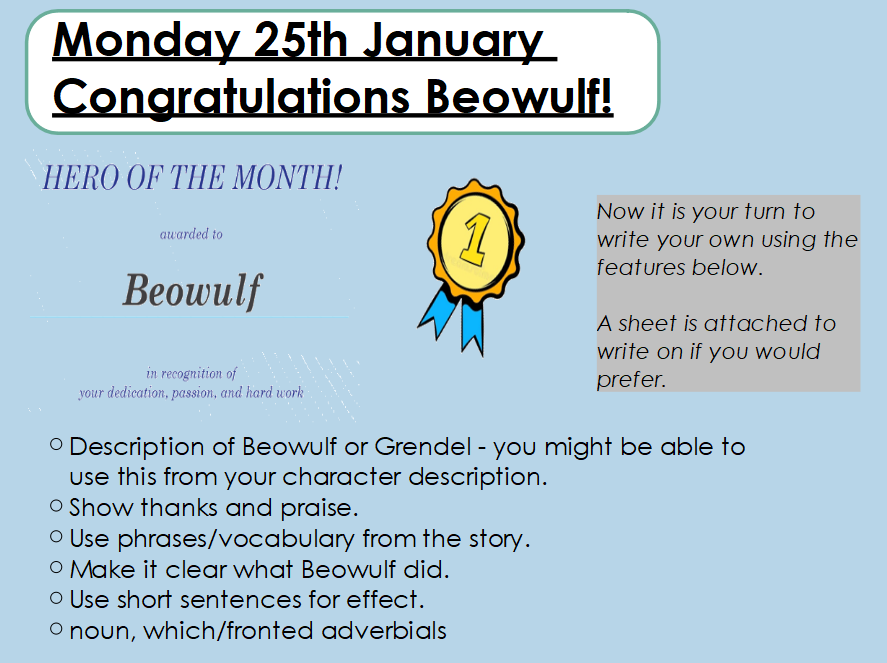 Monday 25th January
Congratulations Beowulf!
HERO OF THE MONTH!
awarded to
Beowulf
in recognition of
your dedication, passion, and hard work
1
Now it is your turn to
write your own using the
features below.
A sheet is attached to
write on if you would
prefer.
○ Description of Beowulf or Grendel - you might be able to
use this from your character description.
○ Show thanks and praise.
○ Use phrases/vocabulary from the story.
○ Make it clear what Beowulf did.
○ Use short sentences for effect.
○ noun, which/fronted adverbials